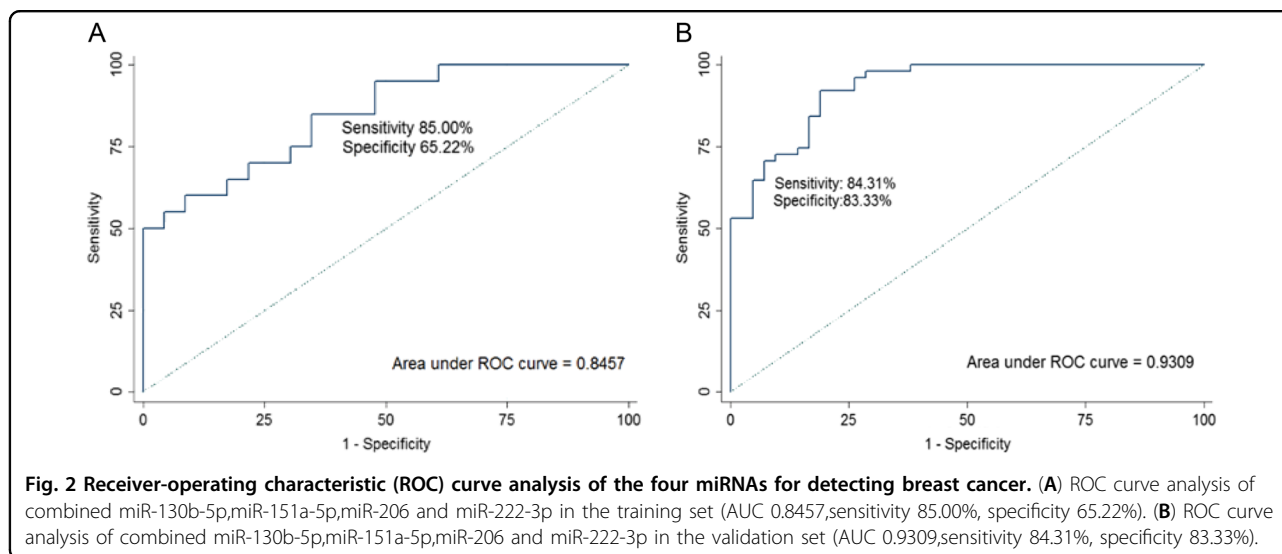 A
100
75
50
25
0
Sensitivity
Sensitivity 85.00%
Specificity 65.22%
Area under ROC curve = 0.8457
0 25 50 75 100
1 - Specificity
B
100
75
50
25
0
Sensitivity
Sensitivity: 84.31%
Specificity:83.33%
Area under ROC curve = 0.9309
0 25 50 75 100
1 - Specificity
Fig. 2 Receiver-operating characteristic (ROC) curve analysis of the four miRNAs for detecting breast cancer. (A) ROC curve analysis of
combined miR-130b-5p,miR-151a-5p,miR-206 and miR-222-3p in the training set (AUC 0.8457,sensitivity 85.00%, specificity 65.22%). (B) ROC curve
analysis of combined miR-130b-5p,miR-151a-5p,miR-206 and miR-222-3p in the validation set (AUC 0.9309,sensitivity 84.31%, specificity 83.33%).